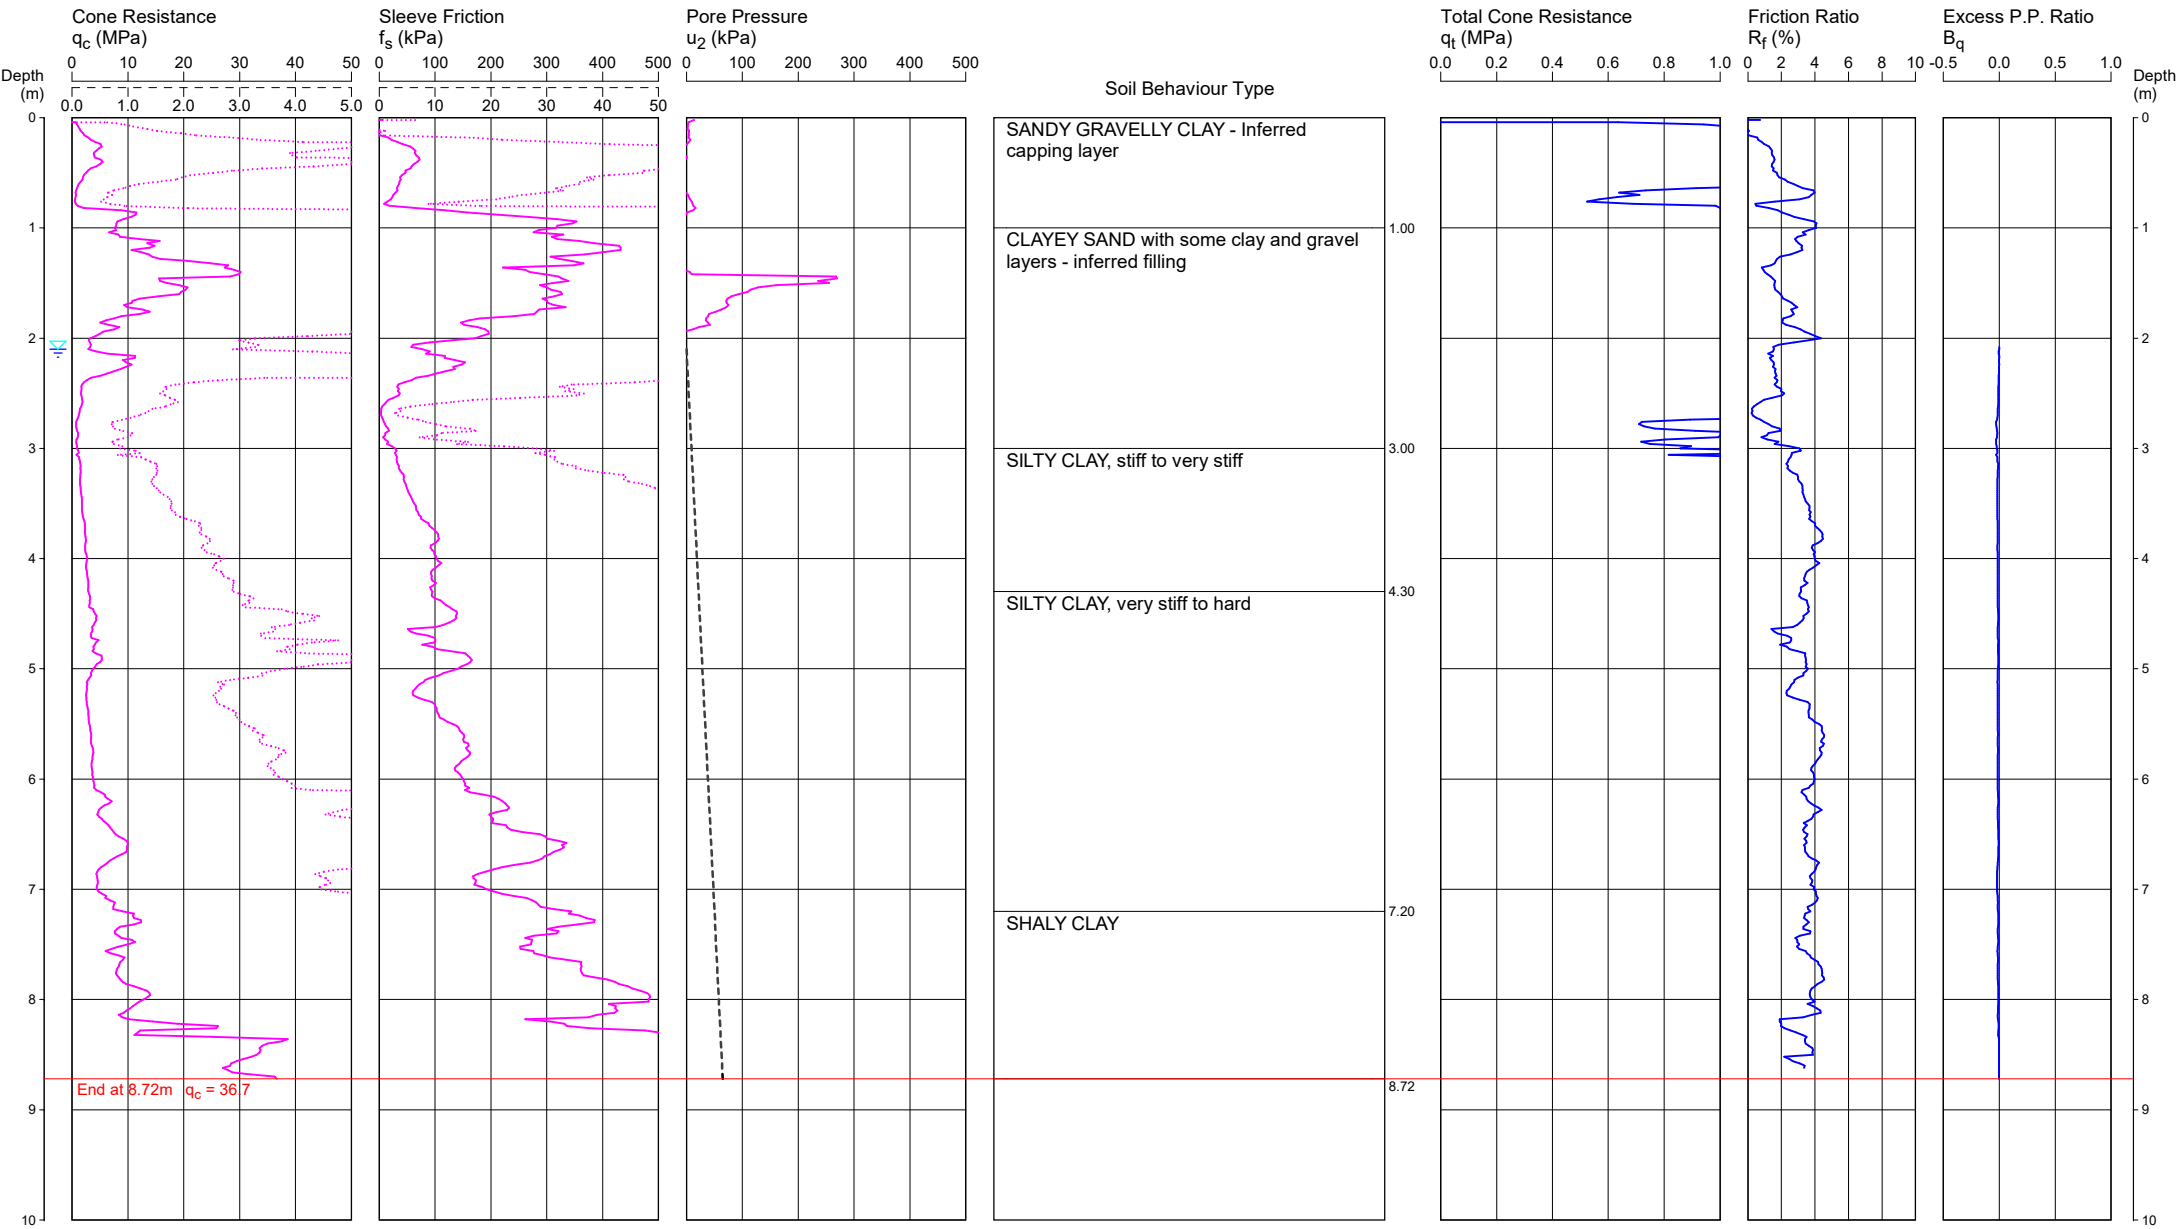 Cone Resistance
qc (MPa)
Sleeve Friction
fs (kPa)
Pore Pressure
u2 (kPa)
Total Cone Resistance
qt (MPa)
Friction Ratio
Rf (%)
Excess P.P. Ratio
Bq
0 10 20 30 40 50
0 100 200 300 400 500
0 100 200 300 400 500
0.0 0.2 0.4 0.6 0.8 1.0
0 2 4 6 8 10
-0.5 0.0 0.5 1.0
Depth
(m)
Soil Behaviour Type
Depth
(m)
0.0 1.0 2.0 3.0 4.0 5.0
0 10 20 30 40 50
0
SANDY GRAVELLY CLAY - Inferred
capping layer
0
1
1.00
1
CLAYEY SAND with some clay and gravel
layers - inferred filling
2
2
3
3.00
3
SILTY CLAY, stiff to very stiff
4
4
4.30
SILTY CLAY, very stiff to hard
5
5
6
6
7
7
7.20
SHALY CLAY
8
8
End at 8.72m qc = 36.7
8.72
9
9
10
10